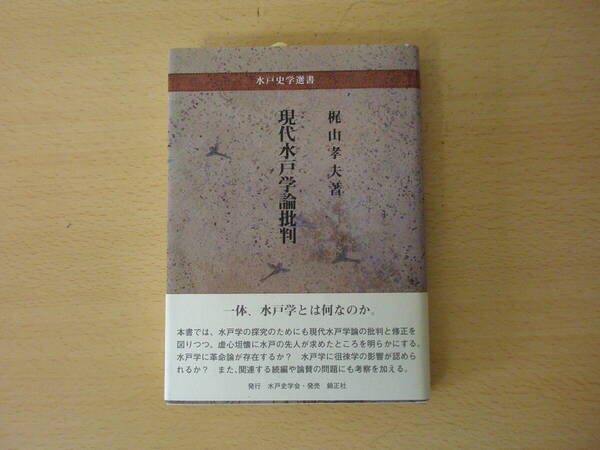 水戸史学選書
梶山孝夫著
現代水戸学論批判
一体、水戸学とは何なのか。
本書では、水戸学の探究のためにも現代水戸学論の批判と修正を
図りつつ、虚心坦懐に水戸の先人が求めたところを明らかにする。
水戸学に革命論が存在するか？　水戸学に徂徠学の影響が認めら
れるか？　また、関連する続編や論賛の問題にも考察を加える。
発行　水戸史学会・発売　錦正社